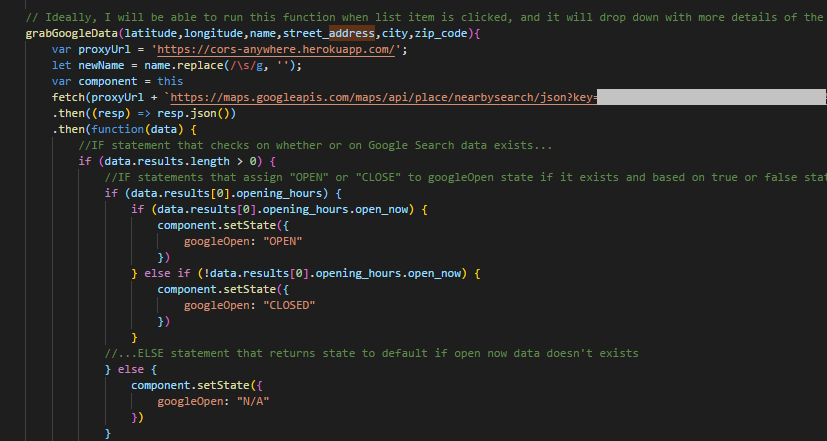 // Ideally, I will be able to run this function when list item is clicked, and it will drop down with more details of the
grabGoogleData(latitude,longitude,name,street_address,city,zip_code){
var proxyUrl = 'https://cors-anywhere.herokuapp.com/';
let newName = name.replace(/\s/g, '');
var component = this
fetch(proxyUrl + `https://maps.googleapis.com/maps/api/place/nearbysearch/json?key=
.then((resp) => resp.json())
.then(function(data) {
//IF statement that checks on whether or on Google Search data exists...
if (data.results.length > 0) {
//IF statements that assign "OPEN" or "CLOSE" to googleOpen state if it exists and based on true or false stat
if (data.results[0].opening_hours) {
if (data.results[0].opening_hours.open_now) {
component.setState({
googleOpen: "OPEN"
})
} else if (!data.results[0].opening_hours.open_now) {
component.setState({
googleOpen: "CLOSED"
})
}
//...ELSE statement that returns state to default if open now data doesn't exists
} else {
component.setState({
googleOpen: "N/A"
})
}